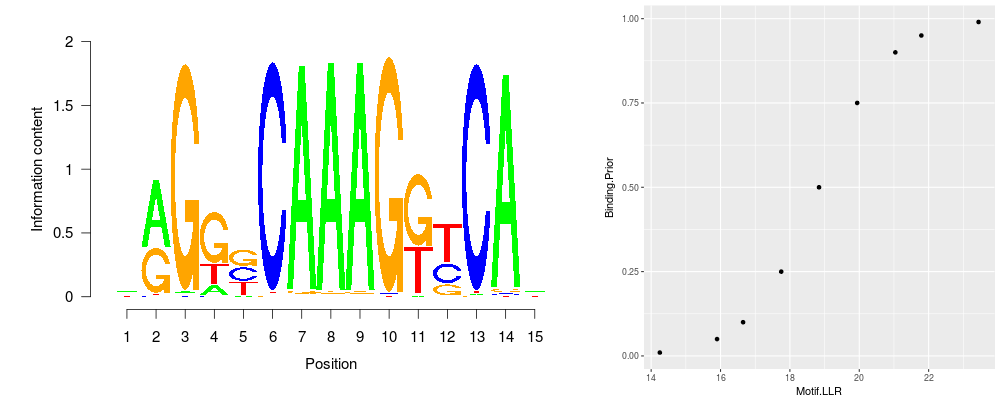 2
1.5
1
0.5
0
Information content
A G G G G C A A A G G T C A
G T C T C
A T G
1 2 3 4 5 6 7 8 9 10 11 12 13 14 15
Position
1.00
0.75
0.50
0.25
0.00
Binding.Prior
14 16 18 20 22
Motif.LLR